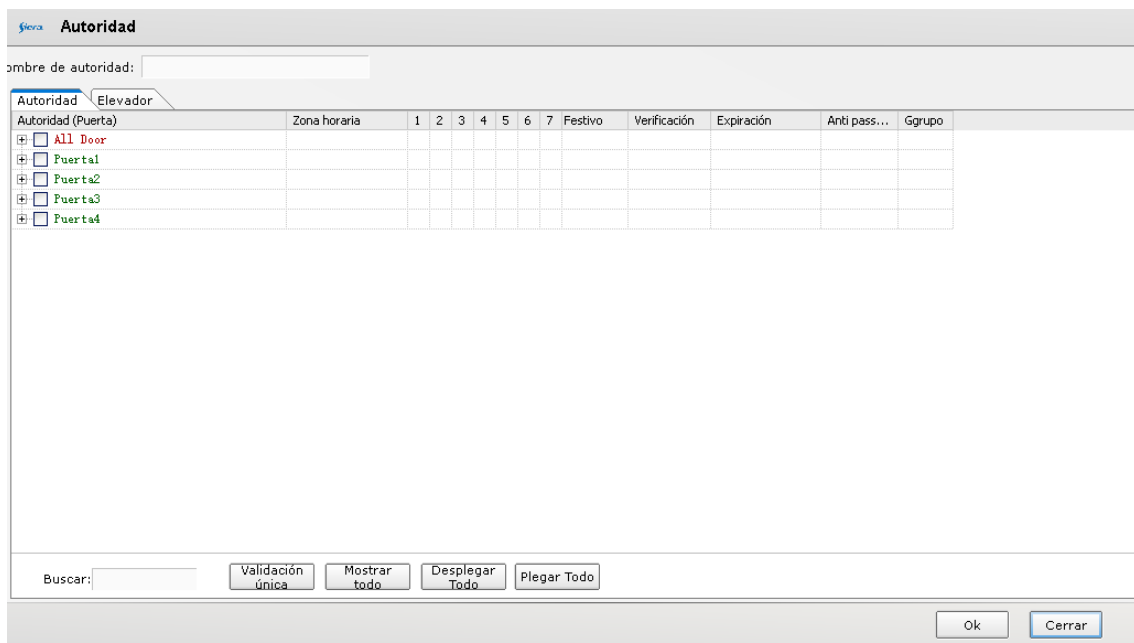 Siera Autoridad
ombre de autoridad:
Autoridad Elevador
Autoridad (Puerta) Zona horaria 1 2 3 4 5 6 7 Festivo Verificación Expiración Anti pass... Ggrupo
All Door
Puerta1
Puerta2
Puerta3
Puerta4
Buscar: Validación única Mostrar todo Desplegar Todo Plegar Todo
Ok Cerrar